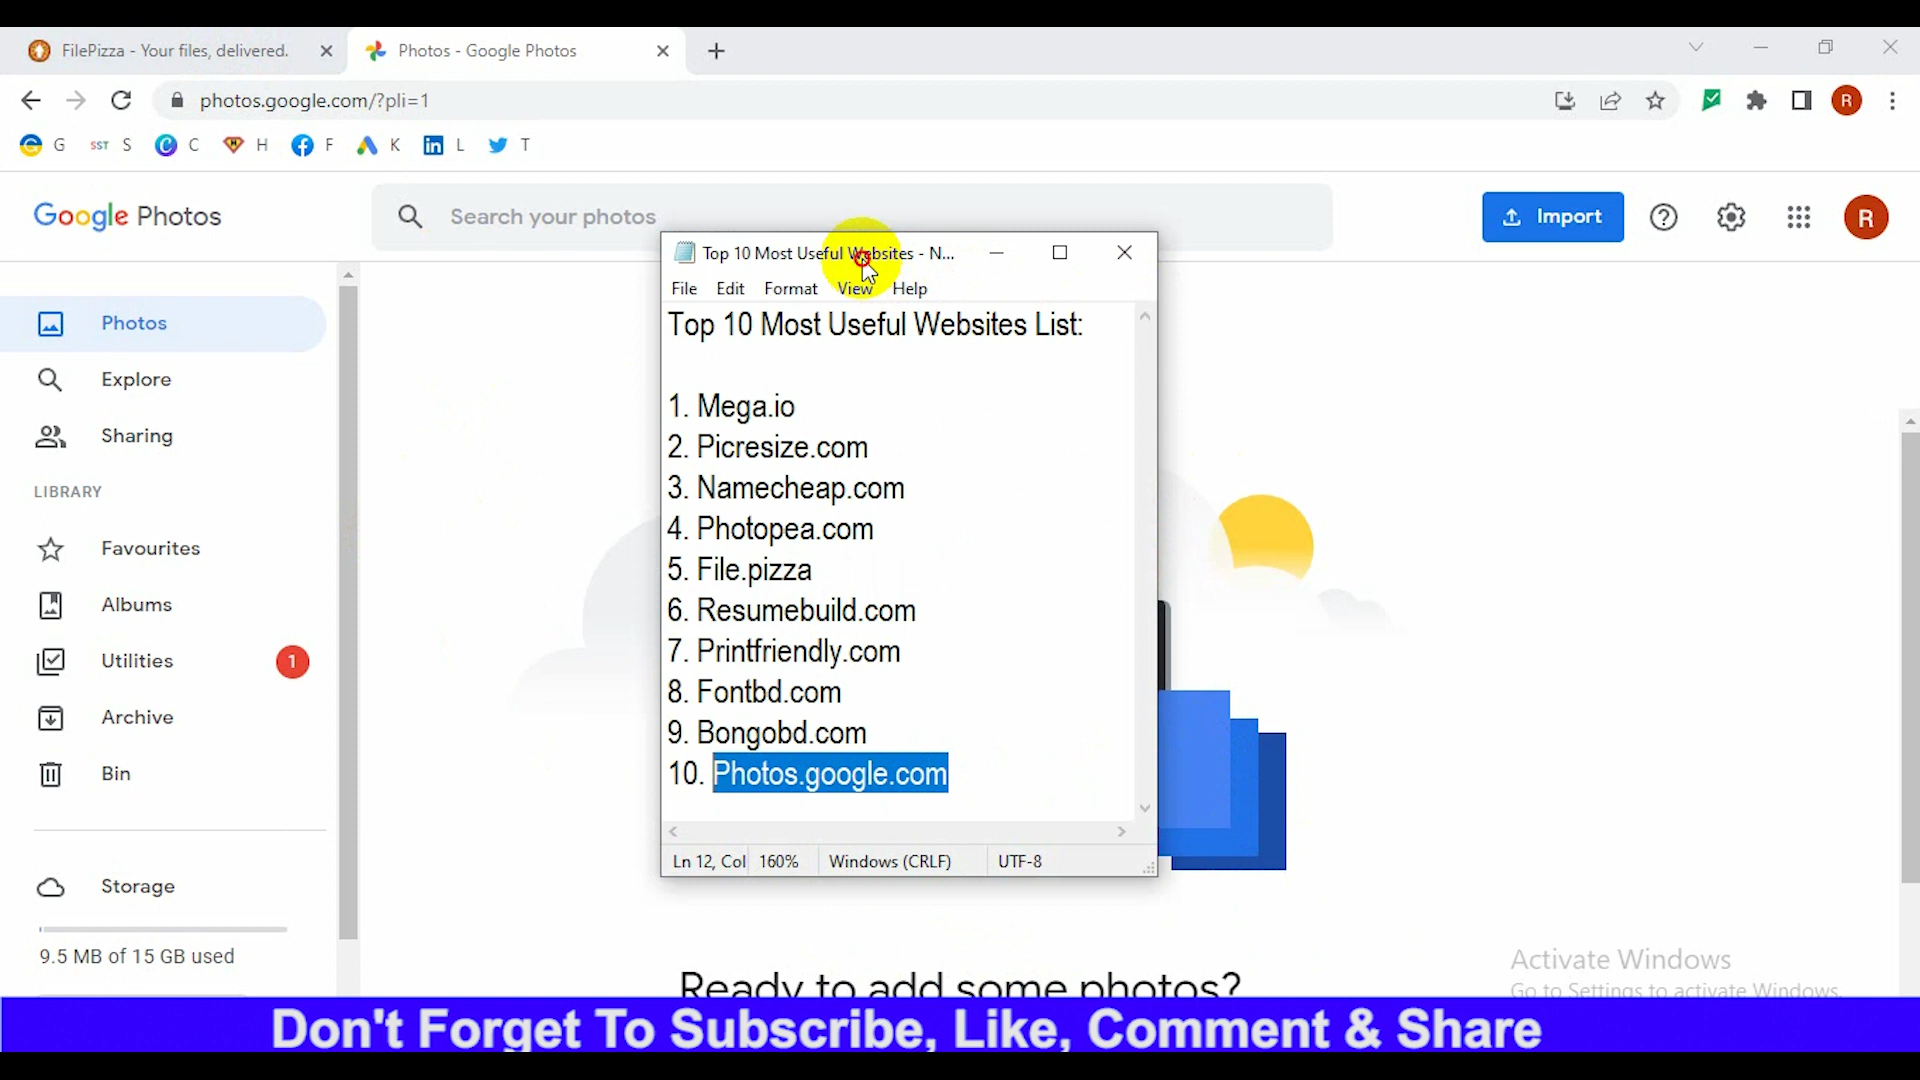 FilePizza - Your files, delivered.
Photos - Google Photos
photos.google.com/?pli=1
R
G
SST S
C
H
F
K
in L
T
Google Photos
Search your photos
Import
R
Photos
Explore
Sharing
LIBRARY
Favourites
Albums
Utilities 1
Archive
Bin
Storage
9.5 MB of 15 GB used
Top 10 Most Useful Websites - N...
File Edit Format View Help
Top 10 Most Useful Websites List:
1. Mega.io
2. Picresize.com
3. Namecheap.com
4. Photopea.com
5. File.pizza
6. Resumebuild.com
7. Printfriendly.com
8. Fontbd.com
9. Bongobd.com
10. Photos.google.com
Ln 12, Col 160% Windows (CRLF) UTF-8
Ready to add some photos?
Activate Windows
Go to Settings to activate Windows.
Don't Forget To Subscribe, Like, Comment & Share